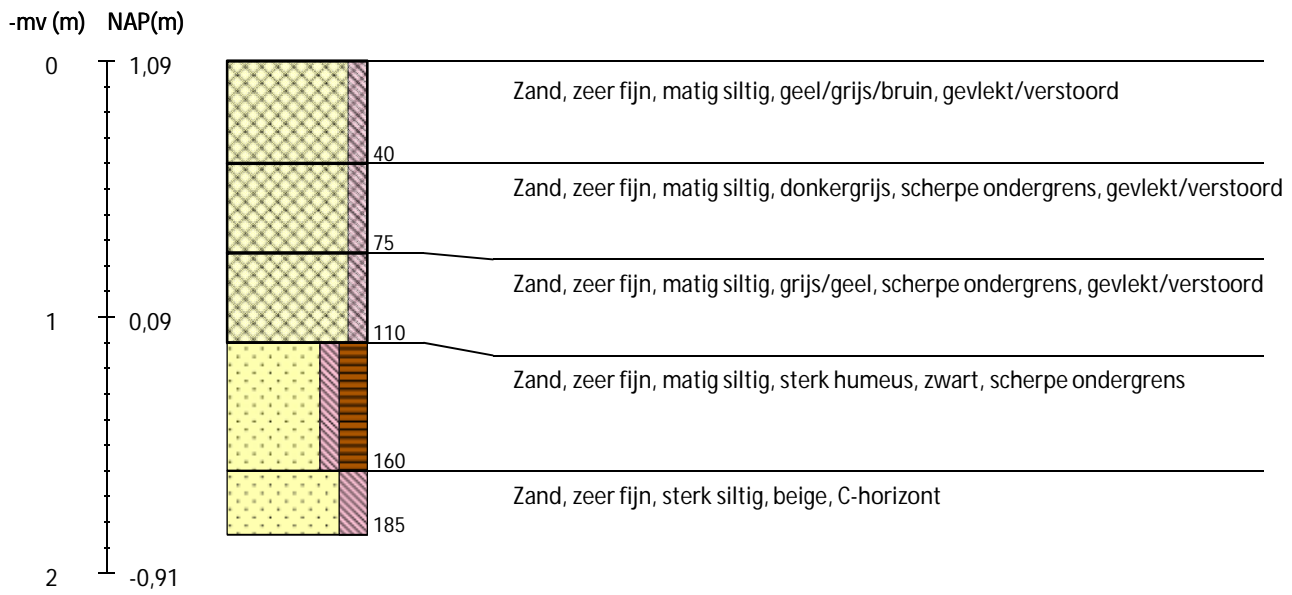 -mv (m) NAP(m)
0 1,09
Zand, zeer fijn, matig siltig, geel/grijs/bruin, gevlekt/verstoord
40
Zand, zeer fijn, matig siltig, donkergrijs, scherpe ondergrens, gevlekt/verstoord
75
Zand, zeer fijn, matig siltig, grijs/geel, scherpe ondergrens, gevlekt/verstoord
1 0,09
110
Zand, zeer fijn, matig siltig, sterk humeus, zwart, scherpe ondergrens
160
Zand, zeer fijn, sterk siltig, beige, C-horizont
185
2 -0,91